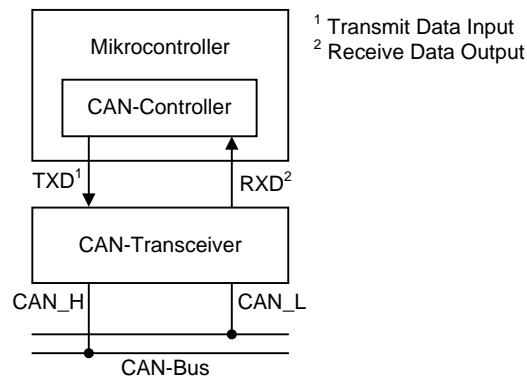 Mikrocontroller
CAN-Controller
¹ Transmit Data Input
² Receive Data Output
TXD¹
RXD²
CAN-Transceiver
CAN_H
CAN_L
CAN-Bus